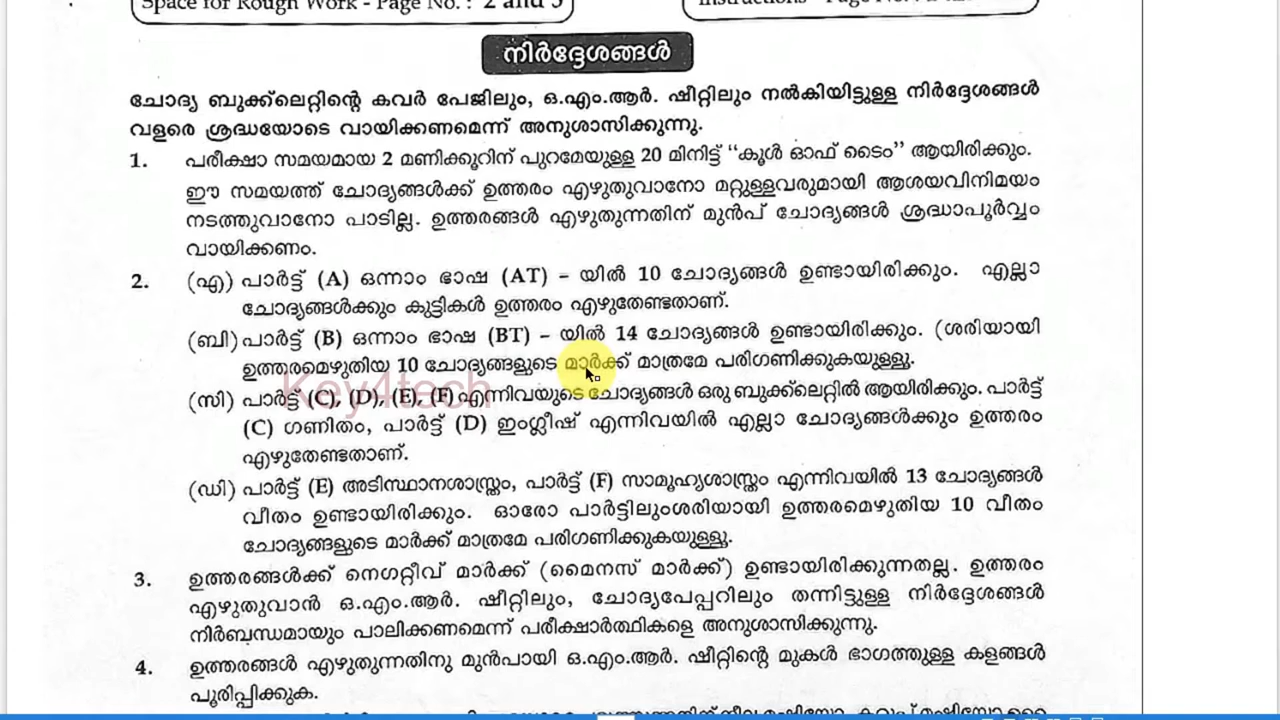 Space for Rough Work - Page No. : 2 and 3
Instructions - Page No.
നിർദ്ദേശങ്ങൾ
ചോദ്യ ബുക്ക്‌ലെറ്റിന്റെ കവർ പേജിലും, ഒ.എം.ആർ. ഷീറ്റിലും നൽകിയിട്ടുള്ള നിർദ്ദേശങ്ങൾ
വളരെ ശ്രദ്ധയോടെ വായിക്കണമെന്ന് അനുശാസിക്കുന്നു.
1. പരീക്ഷാ സമയമായ 2 മണിക്കൂറിന് പുറമേയുള്ള 20 മിനിട്ട് "കൂൾ ഓഫ് ടൈം" ആയിരിക്കും.
ഈ സമയത്ത് ചോദ്യങ്ങൾക്ക് ഉത്തരം എഴുതുവാനോ മറ്റുള്ളവരുമായി ആശയവിനിമയം
നടത്തുവാനോ പാടില്ല. ഉത്തരങ്ങൾ എഴുതുന്നതിന് മുൻപ് ചോദ്യങ്ങൾ ശ്രദ്ധാപൂർവ്വം
വായിക്കണം.
2. (എ) പാർട്ട് (A) ഒന്നാം ഭാഷ (AT) - യിൽ 10 ചോദ്യങ്ങൾ ഉണ്ടായിരിക്കും. എല്ലാ
ചോദ്യങ്ങൾക്കും കുട്ടികൾ ഉത്തരം എഴുതേണ്ടതാണ്.
(ബി) പാർട്ട് (B) ഒന്നാം ഭാഷ (BT) - യിൽ 14 ചോദ്യങ്ങൾ ഉണ്ടായിരിക്കും. (ശരിയായി
ഉത്തരമെഴുതിയ 10 ചോദ്യങ്ങളുടെ മാർക്ക് മാത്രമേ പരിഗണിക്കുകയുള്ളൂ.
Key4tech
(സി) പാർട്ട് (C), (D), (E), (F) എന്നിവയുടെ ചോദ്യങ്ങൾ ഒരു ബുക്ക്‌ലെറ്റിൽ ആയിരിക്കും. പാർട്ട്
(C) ഗണിതം, പാർട്ട് (D) ഇംഗ്ലീഷ് എന്നിവയിൽ എല്ലാ ചോദ്യങ്ങൾക്കും ഉത്തരം
എഴുതേണ്ടതാണ്.
(ഡി) പാർട്ട് (E) അടിസ്ഥാനശാസ്ത്രം, പാർട്ട് (F) സാമൂഹ്യശാസ്ത്രം എന്നിവയിൽ 13 ചോദ്യങ്ങൾ
വീതം ഉണ്ടായിരിക്കും. ഓരോ പാർട്ടിലുംശരിയായി ഉത്തരമെഴുതിയ 10 വീതം
ചോദ്യങ്ങളുടെ മാർക്ക് മാത്രമേ പരിഗണിക്കുകയുള്ളൂ.
3. ഉത്തരങ്ങൾക്ക് നെഗറ്റീവ് മാർക്ക് (മൈനസ് മാർക്ക്) ഉണ്ടായിരിക്കുന്നതല്ല. ഉത്തരം
എഴുതുവാൻ ഒ.എം.ആർ. ഷീറ്റിലും, ചോദ്യപേപ്പറിലും തന്നിട്ടുള്ള നിർദ്ദേശങ്ങൾ
നിർബന്ധമായും പാലിക്കണമെന്ന് പരീക്ഷാർത്ഥികളെ അനുശാസിക്കുന്നു.
4. ഉത്തരങ്ങൾ എഴുതുന്നതിനു മുൻപായി ഒ.എം.ആർ. ഷീറ്റിന്റെ മുകൾ ഭാഗത്തുള്ള കളങ്ങൾ
പൂരിപ്പിക്കുക.